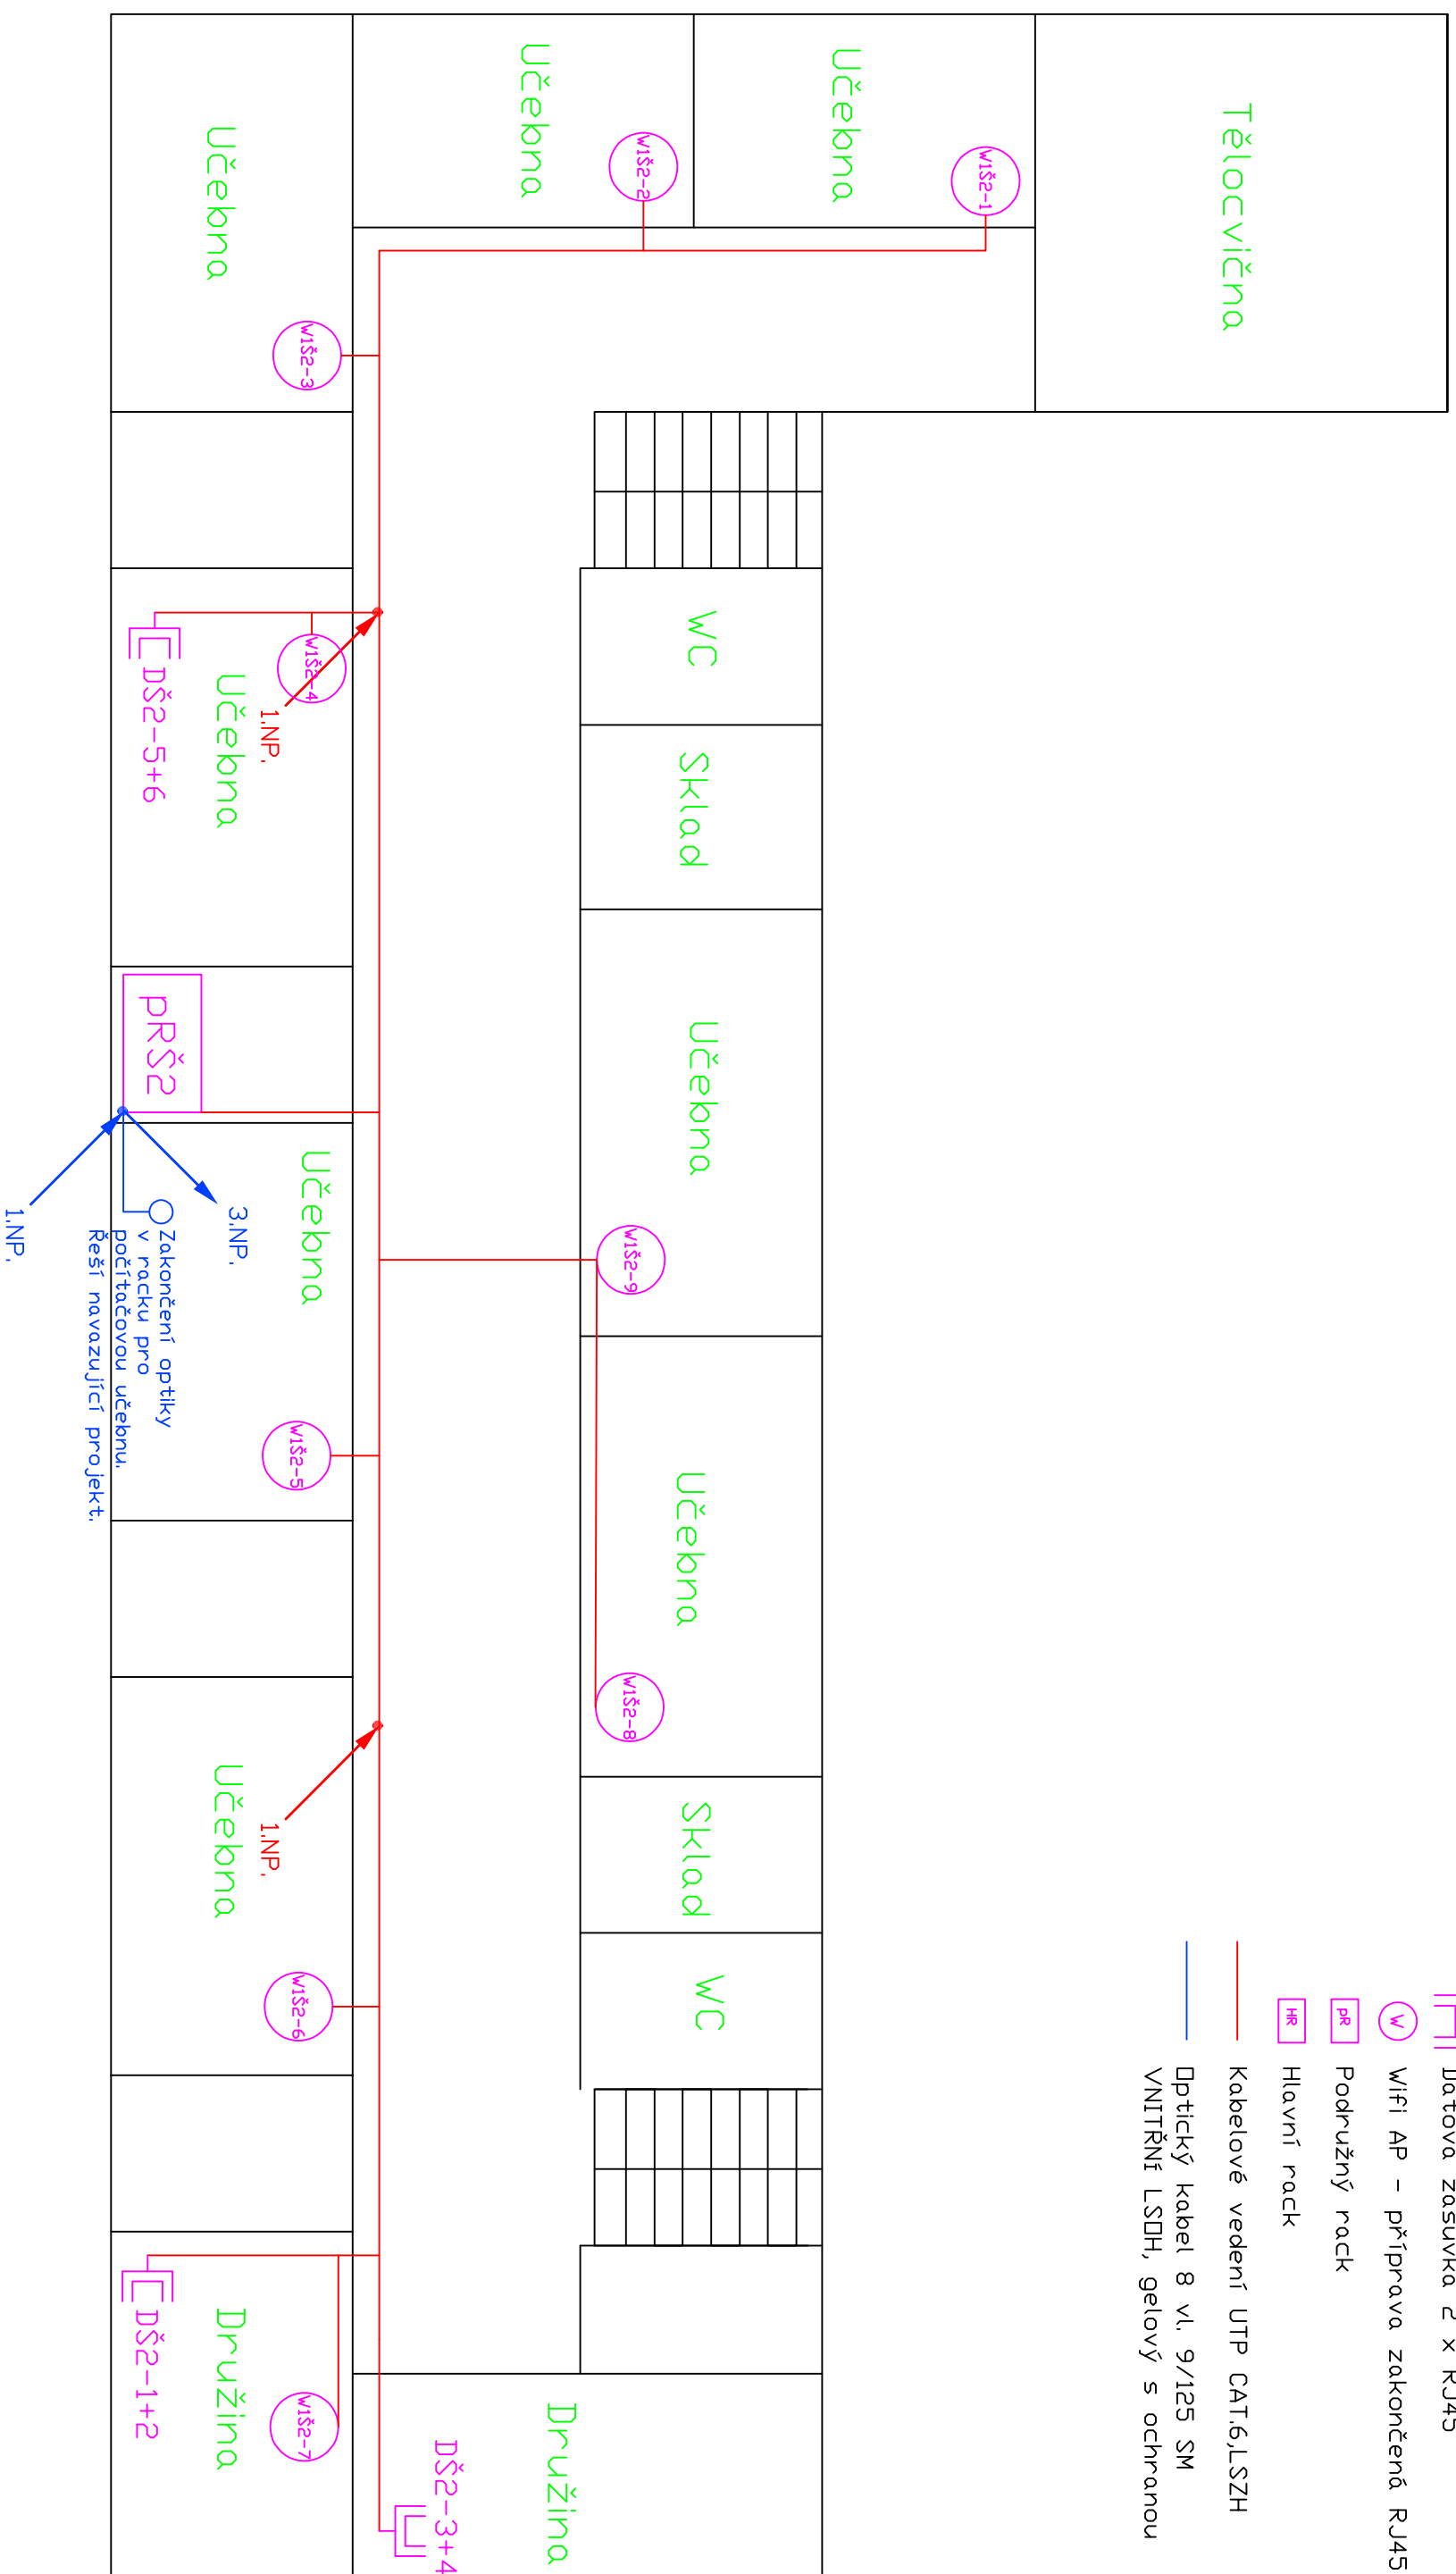 Datová zásuvka 2 x RJ45
W
Wifi AP - příprava zakončená RJ45
pR
Podružný rack
HR
Hlavní rack
Kabelové vedení UTP CAT.6,LSZH
Optický kabel 8 vl. 9/125 SM
VNITŘNí LSOH, gelový s ochranou
Tělocvična
W1Š2-1
Učebna
W1Š2-2
Učebna
WC
Sklad
Učebna
W1Š2-9
Učebna
W1Š2-8
Sklad
WC
Družina
DŠ2-3+4
Učebna
W1Š2-3
W1Š2-4
1.NP.
Učebna
DŠ2-5+6
pRŠ2
Učebna
W1Š2-5
3.NP.
Zakončení optiky
v racku pro
počítačovou učebnu.
Řeší navazující projekt.
1.NP.
1.NP.
Učebna
W1Š2-6
W1Š2-7
Družina
DŠ2-1+2